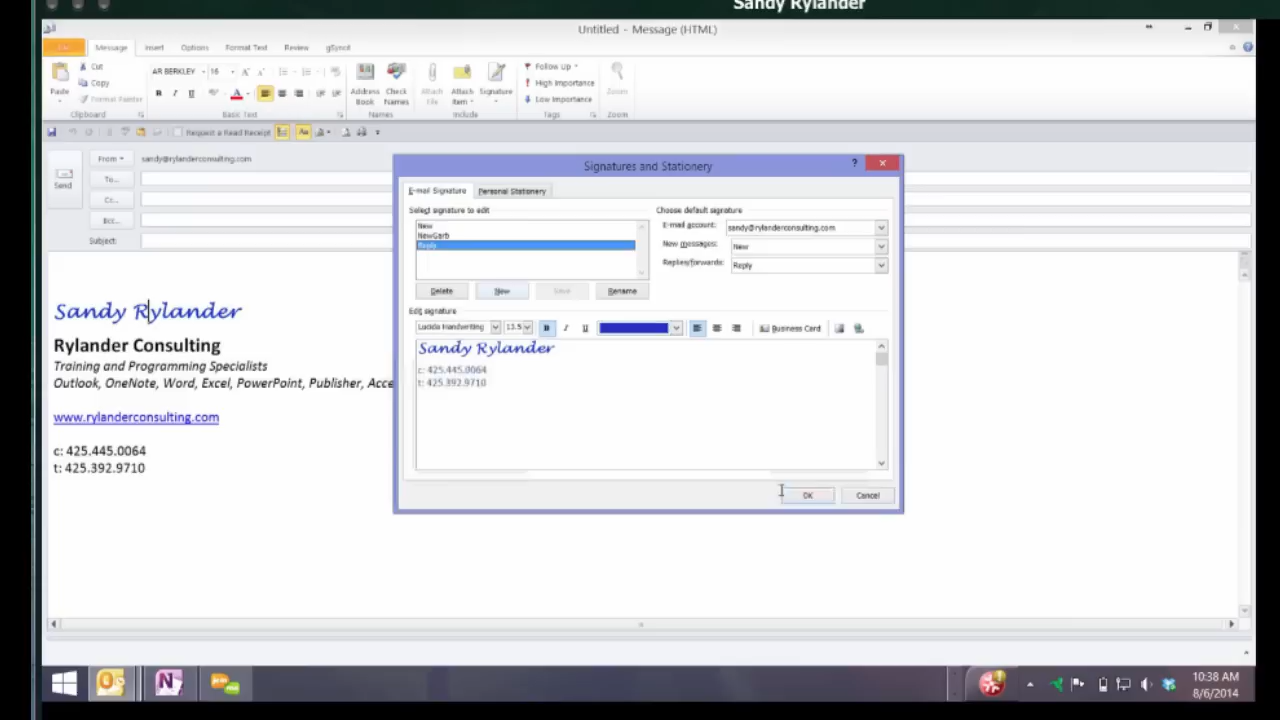 Sandy Rylander
Untitled - Message (HTML)
Message Insert Options Format Text Review gSyncit
Cut
Copy
Format Painter
Paste
Clipboard
AR BERKLEY 16
B I U
Basic Text
Address Book
Check Names
Names
Attach File
Attach Item
Signature
Include
Follow Up
High Importance
Low Importance
Tags
Zoom
Zoom
Request a Read Receipt
Send
From
sandy@rylanderconsulting.com
To...
Cc...
Bcc...
Subject:
Sandy Rylander
Rylander Consulting
Training and Programming Specialists
Outlook, OneNote, Word, Excel, PowerPoint, Publisher, Acce
www.rylanderconsulting.com
c: 425.445.0064
t: 425.392.9710
Signatures and Stationery
?
E-mail Signature Personal Stationery
Select signature to edit
New
NewGarb
Reply
Delete New Save Rename
Choose default signature
E-mail account: sandy@rylanderconsulting.com
New messages: New
Replies/forwards: Reply
Edit signature
Lucida Handwriting 13.5 B I U Business Card
Sandy Rylander
c: 425.445.0064
t: 425.392.9710
OK Cancel
10:38 AM
8/6/2014